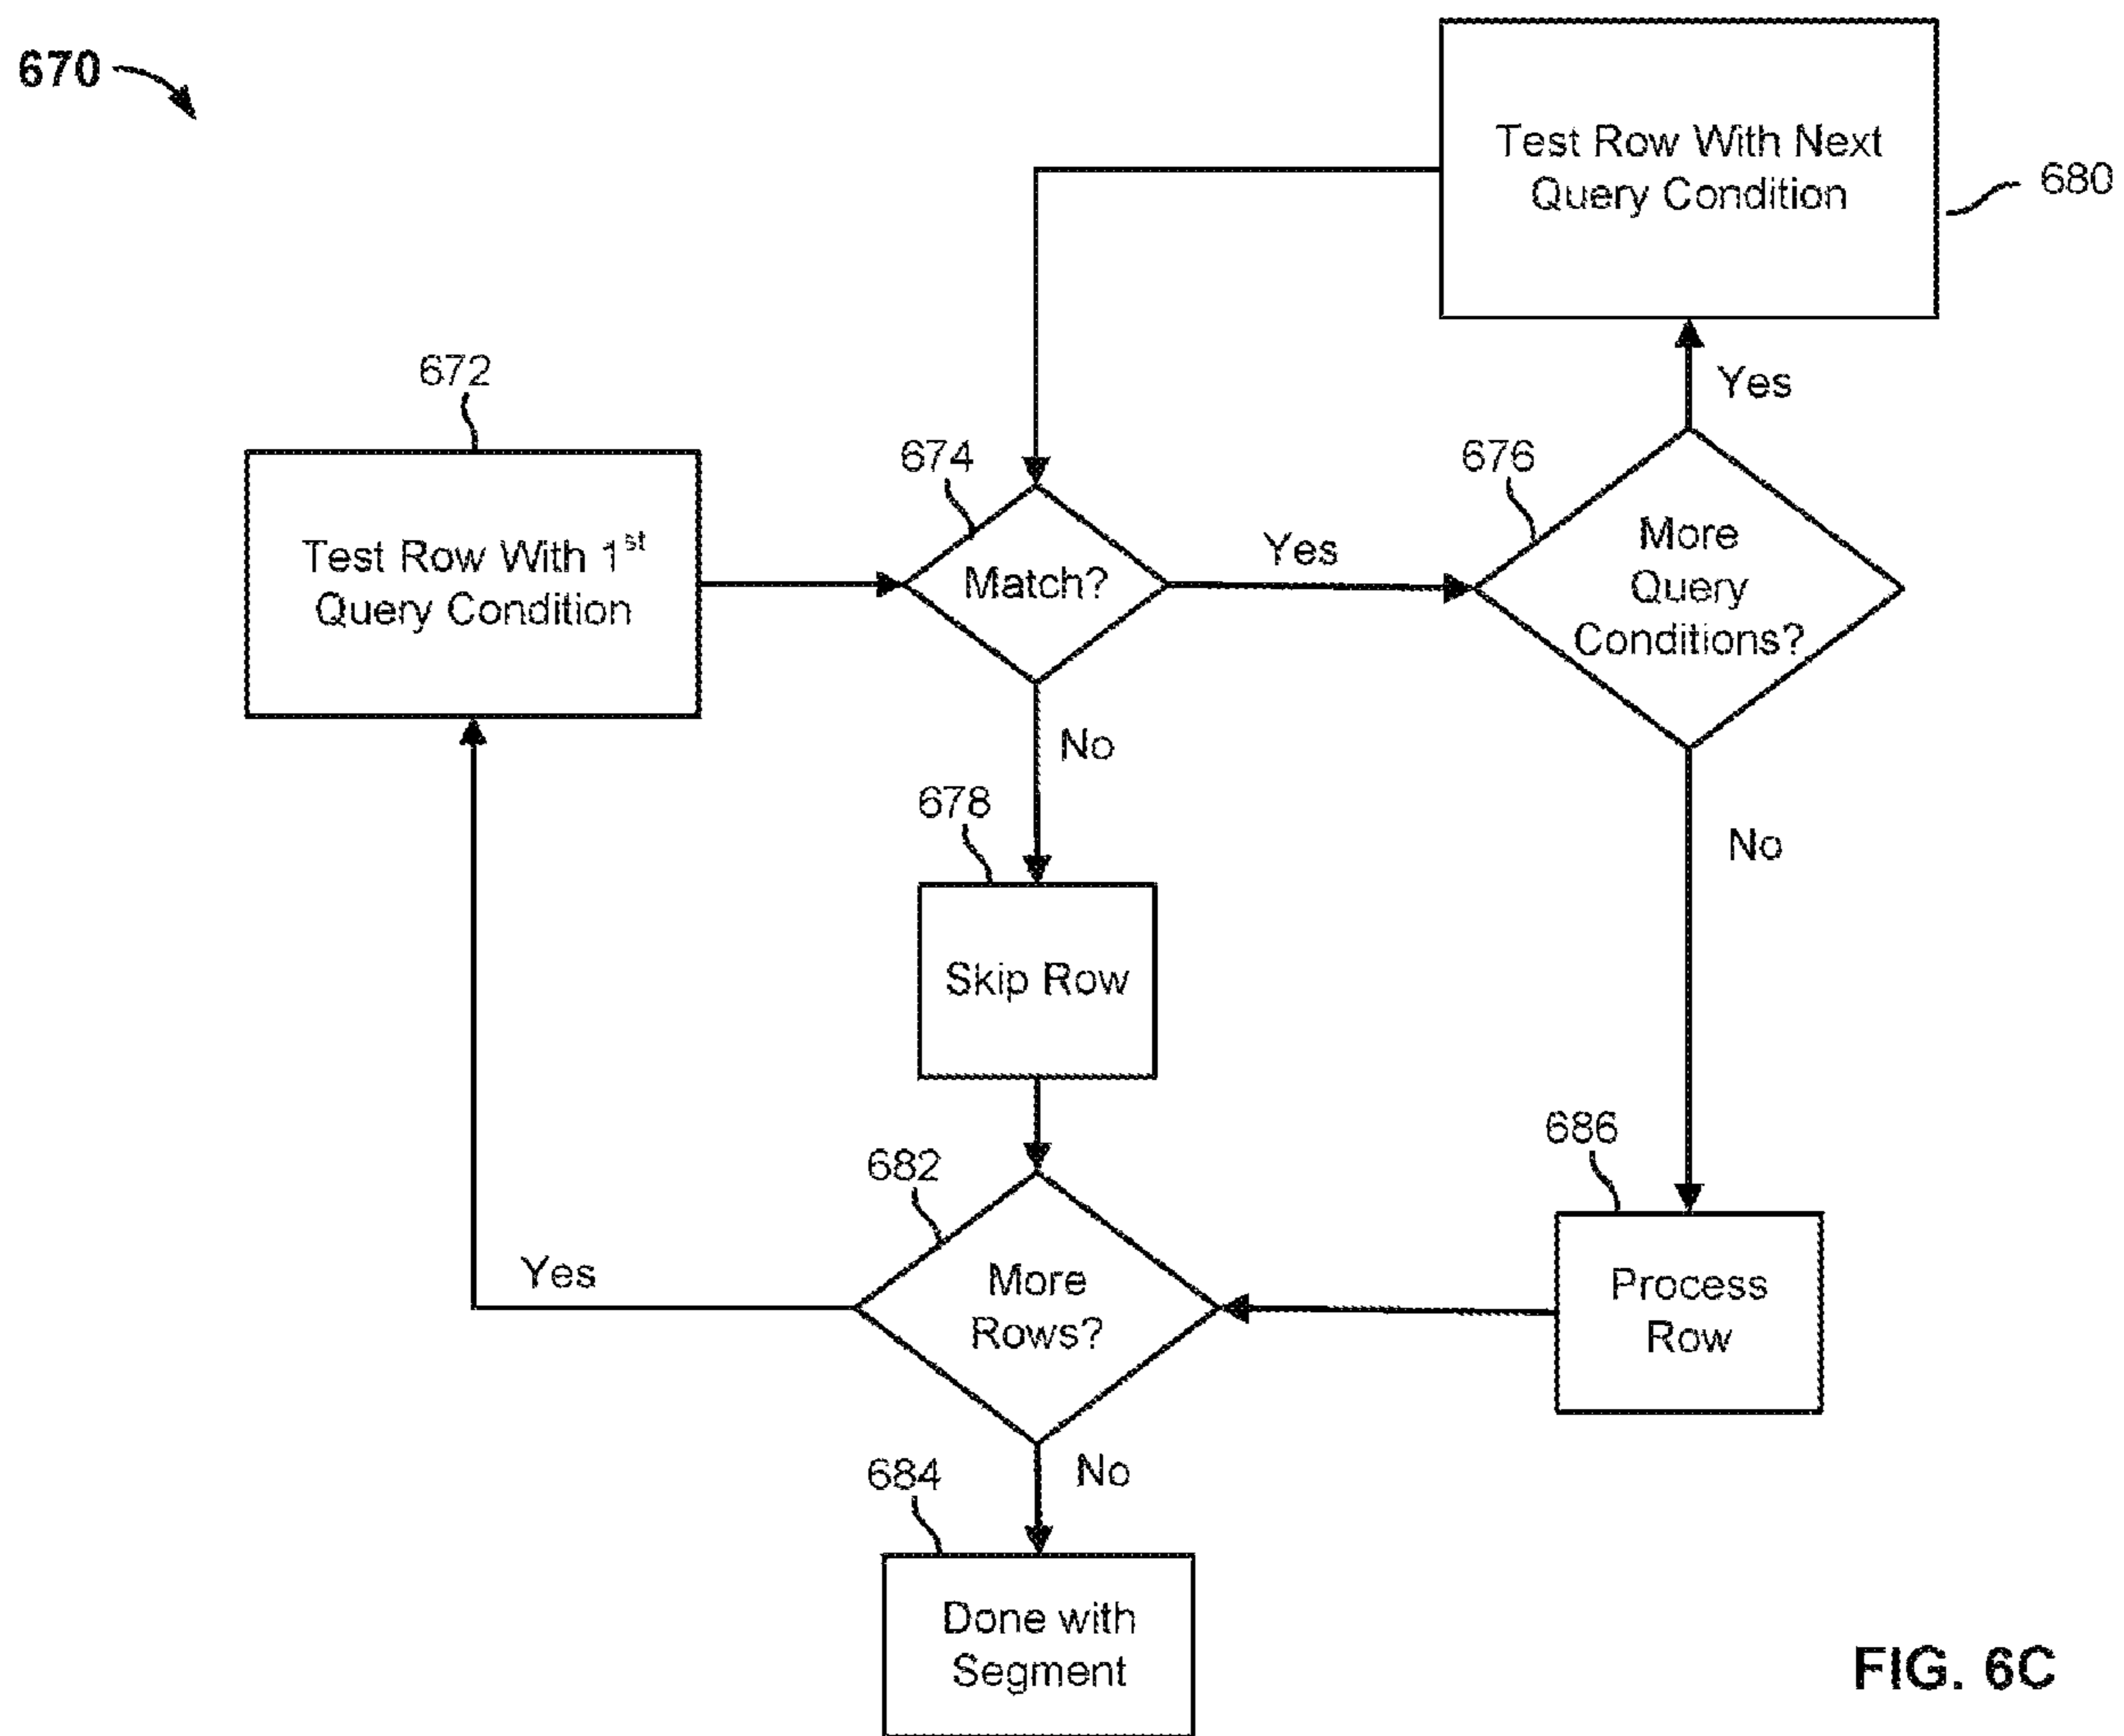 670
Test Row With Next
Query Condition
680
Yes
672
674
676
Test Row With 1st
Query Condition
Match?
Yes
More
Query
Conditions?
No
678
No
Skip Row
686
682
Yes
More
Rows?
Process
Row
684
No
Done with
Segment
FIG. 6C